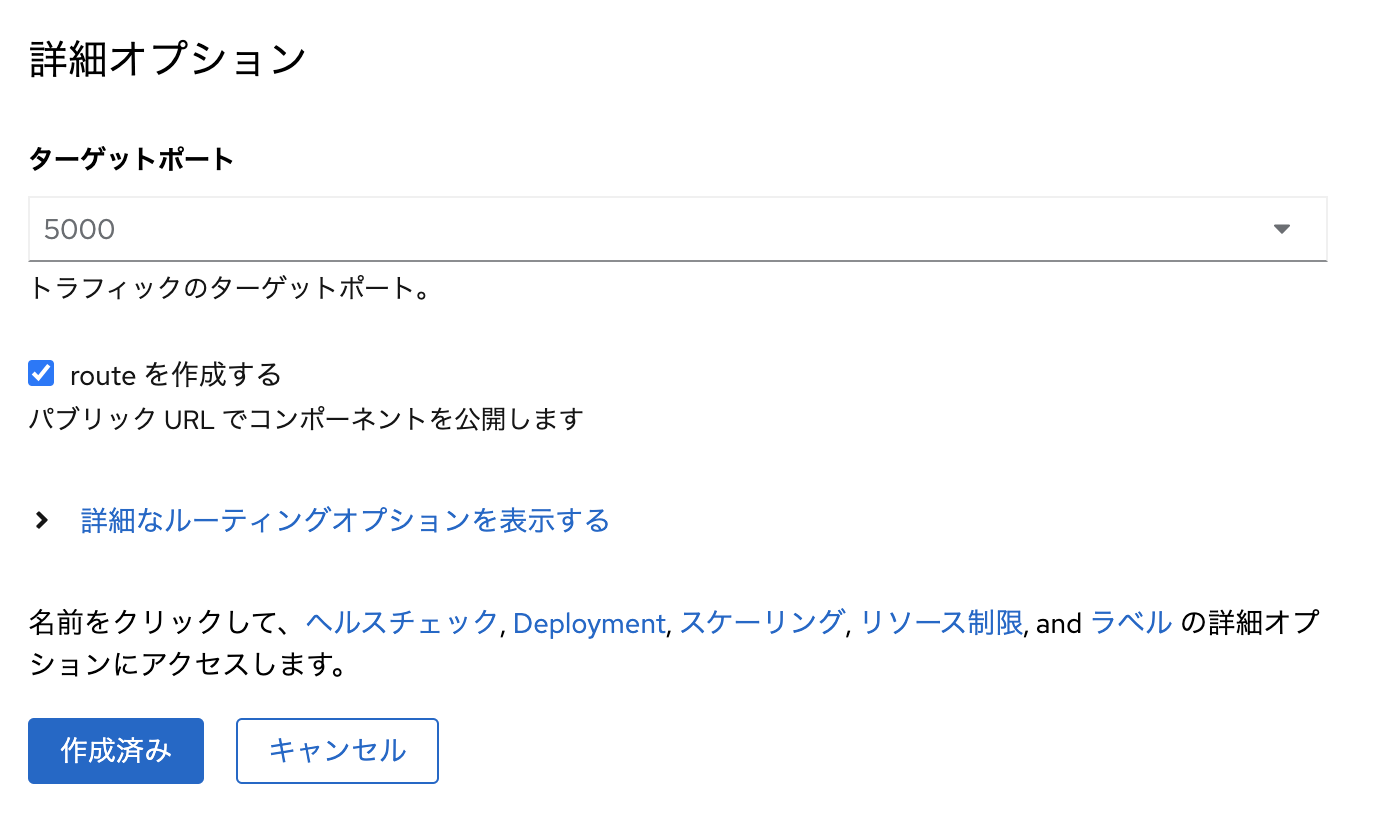 詳細オプション
ターゲットポート
5000
トラフィックのターゲットポート。
route を作成する
パブリック URL でコンポーネントを公開します
詳細なルーティングオプションを表示する
名前をクリックして、ヘルスチェック, Deployment, スケーリング, リソース制限, and ラベル の詳細オプ
ションにアクセスします。
作成済み キャンセル